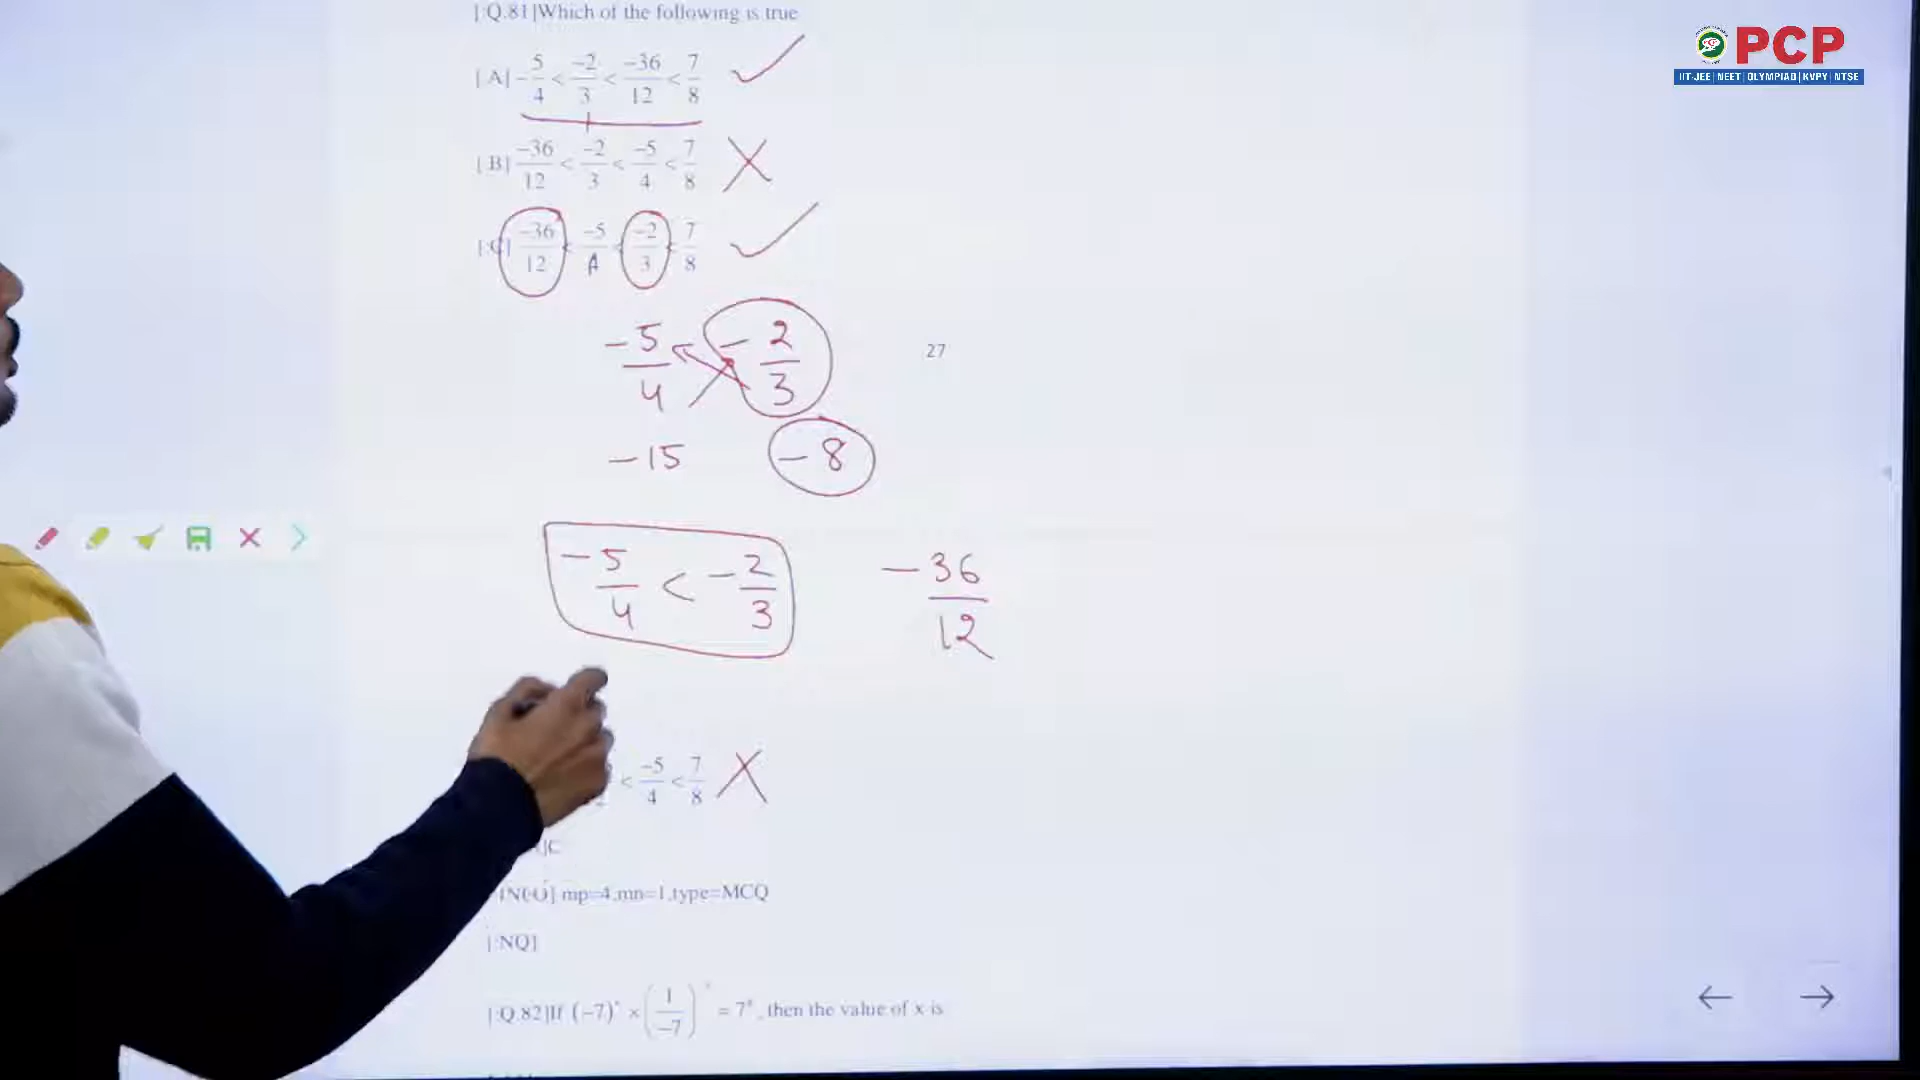 PCP
IIT-JEE | NEET | OLYMPIAD | KVPY | NTSE
[:Q.81]Which of the following is true
[:A] -5/4 < -2/3 < -36/12 < 7/8
[:B] -36/12 < -2/3 < -5/4 < 7/8
[:C] -36/12 < -5/A < -2/3 < 7/8
-5/4 -2/3
27
-15 -8
-5/4 < -2/3 -36/12
< -5/4 < 7/8
]C
mp=4,mn=1,type=MCQ
[:NQ]
[:Q.82]If (-7) × (1/-7) = 7, then the value of x is